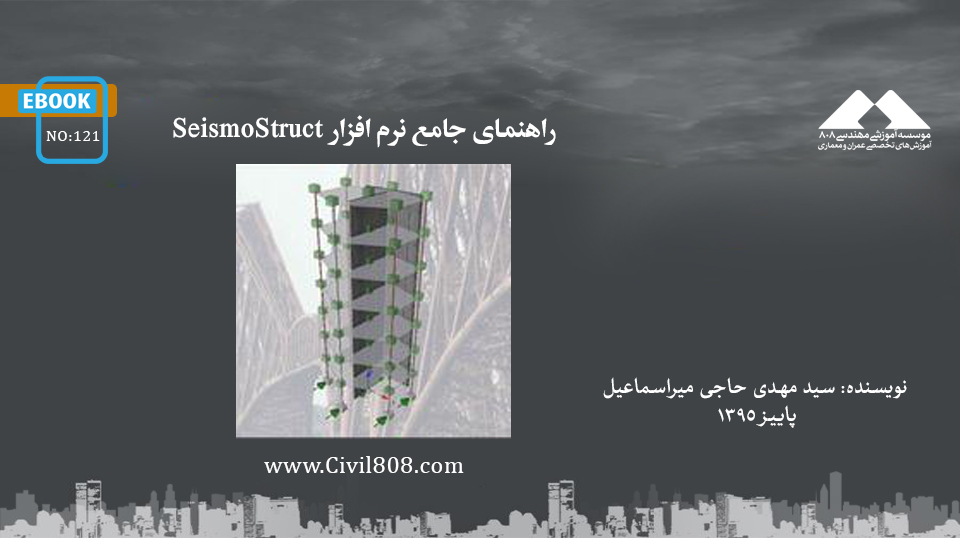 EBOOK
NO:121
راهنمای جامع نرم افزار SeismoStruct
موسسه آموزشی مهندسی ۸۰۸
آموزش های تخصصی عمران و معماری
نویسنده: سید مهدی حاجی میراسماعیل
پاییز ۱۳۹۵
www.Civil808.com